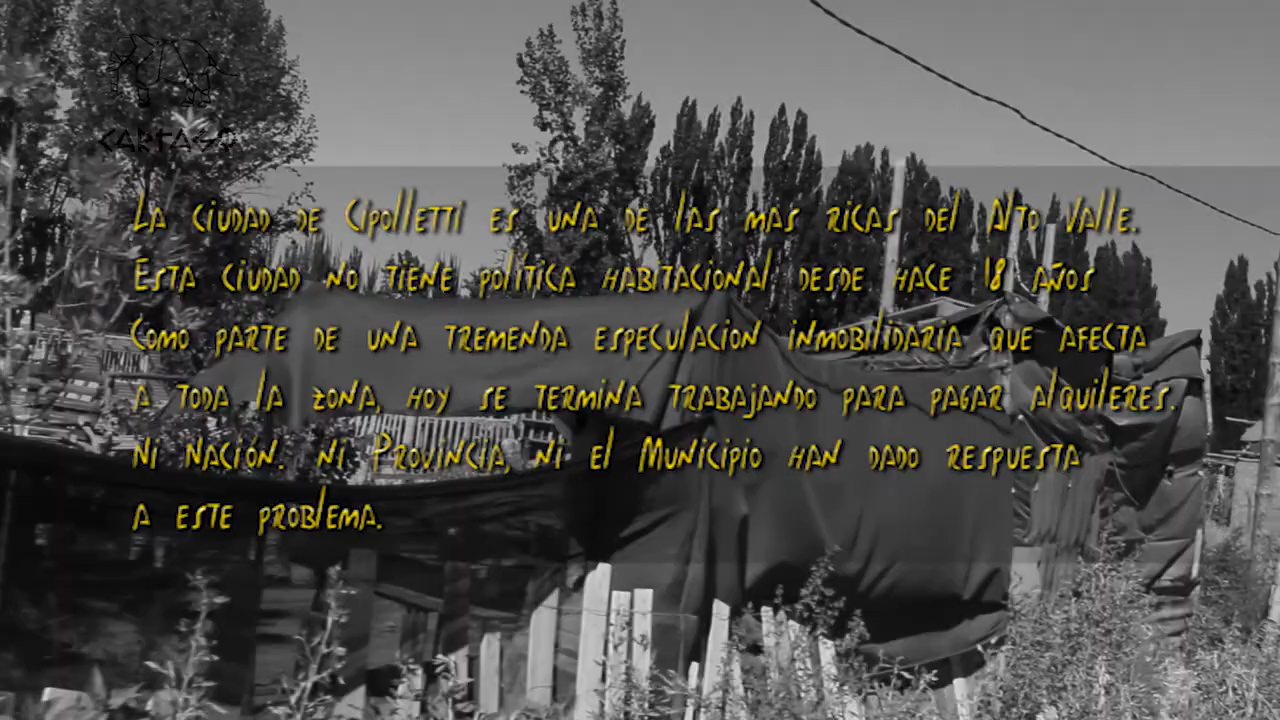 CARTAGO
La ciudad de Cipolletti es una de las mas ricas del Alto Valle.
Esta ciudad no tiene política habitacional desde hace 18 años
Como parte de una tremenda especulacion inmobilidaria que afecta
a toda la zona, hoy se termina trabajando para pagar alquileres.
Ni Nación. ni Provincia, ni el Municipio han dado respuesta
a este problema.